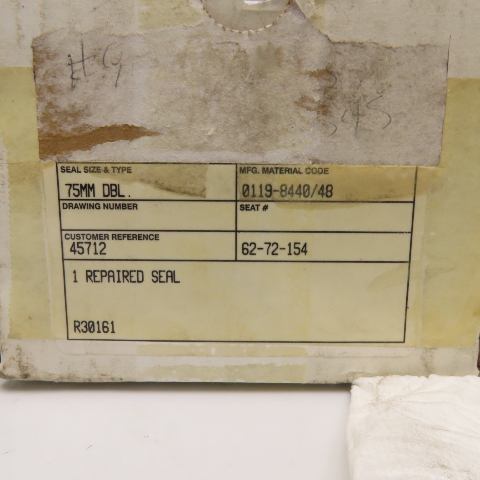 #9
SEAL SIZE & TYPE
75MM DBL.
MFG. MATERIAL CODE
0119-8440/48
DRAWING NUMBER
SEAT #
CUSTOMER REFERENCE
45712
62-72-154
1 REPAIRED SEAL
R30161